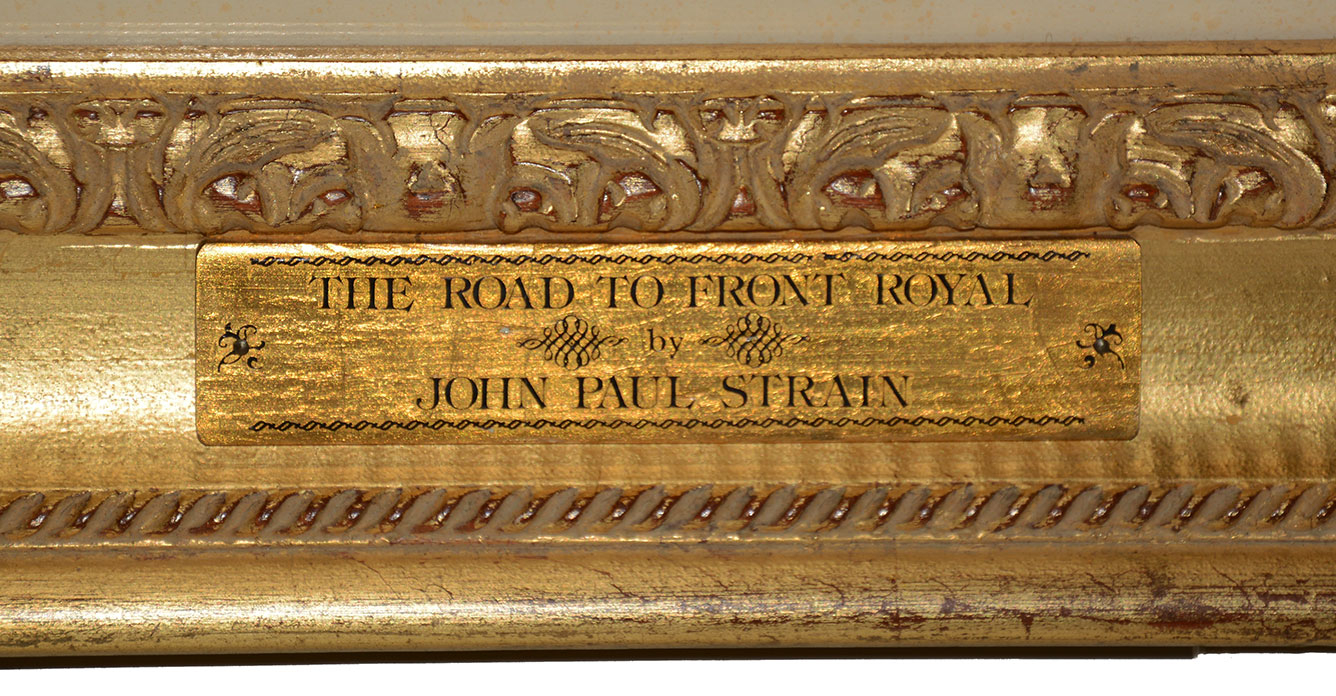 THE ROAD TO FRONT ROYAL
by
JOHN PAUL STRAIN